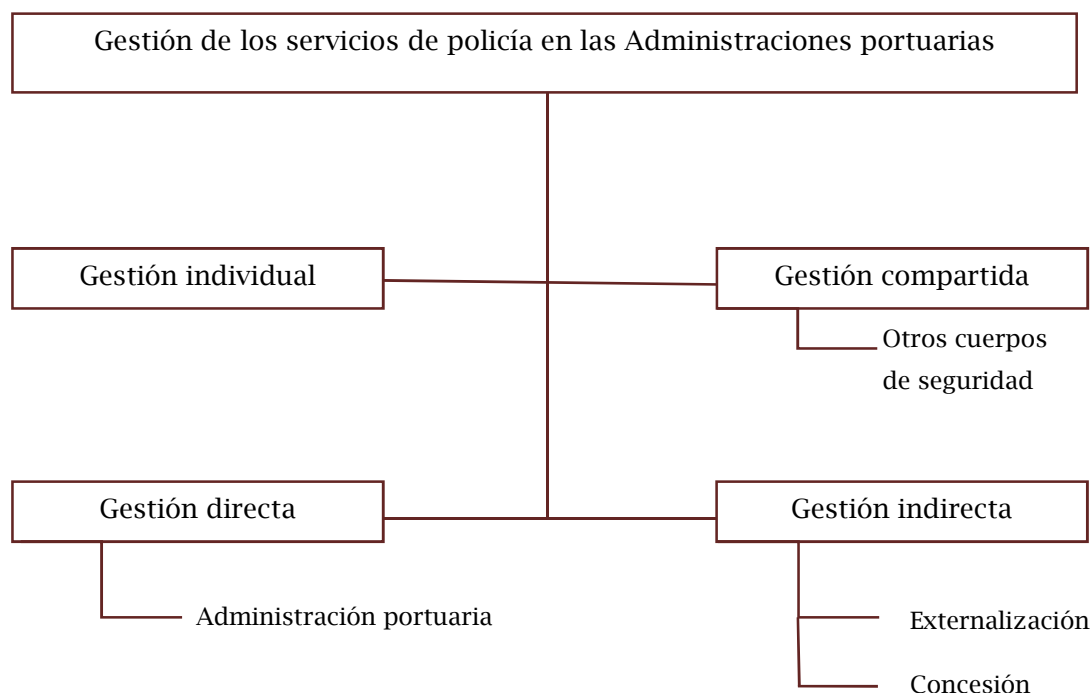 Gestión de los servicios de policía en las Administraciones portuarias
Gestión individual
Gestión compartida
Otros cuerpos
de seguridad
Gestión directa
Gestión indirecta
Administración portuaria
Externalización
Concesión